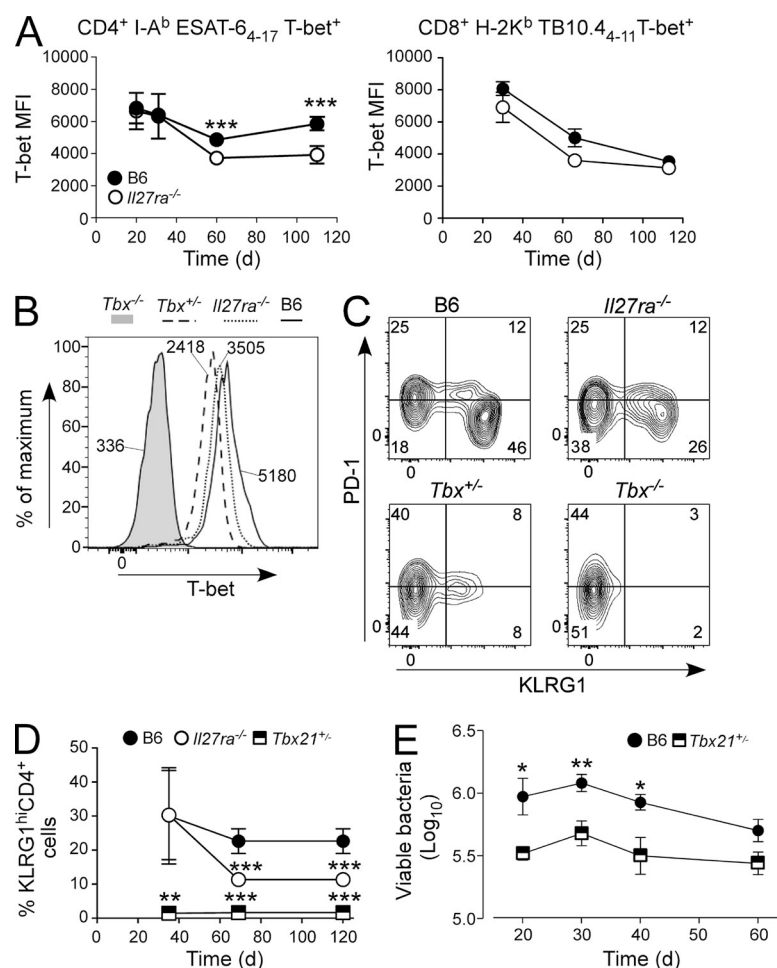 A
CD4⁺ I-Aᵇ ESAT-6₄₋₁₇ T-bet⁺
T-bet MFI
10000
8000
6000
4000
2000
0
*** ***
B6
Il27ra⁻/⁻
0 20 40 60 80 100 120
Time (d)
CD8⁺ H-2Kᵇ TB10.4₄₋₁₁T-bet⁺
T-bet MFI
10000
8000
6000
4000
2000
0
0 20 40 60 80 100 120
Time (d)
B
Tbx⁻/⁻ Tbx⁺/⁻ Il27ra⁻/⁻ B6
% of maximum
100
80
60
40
20
0
2418 3505
336
5180
0
T-bet
C
B6 Il27ra⁻/⁻
25 12 25 12
0 0
18 46 38 26
Tbx⁺/⁻ Tbx⁻/⁻
40 8 44 3
0 0
44 8 51 2
0 0
PD-1
KLRG1
D
B6 Il27ra⁻/⁻ Tbx21⁺/⁻
% KLRG1ʰⁱCD4⁺
cells
50
40
30
20
10
0
*** ***
** *** ***
0 20 40 60 80 100 120
Time (d)
E
B6 Tbx21⁺/⁻
Viable bacteria
(Log₁₀)
6.5
6.0
5.5
5.0
* ** *
20 30 40 50 60
Time (d)